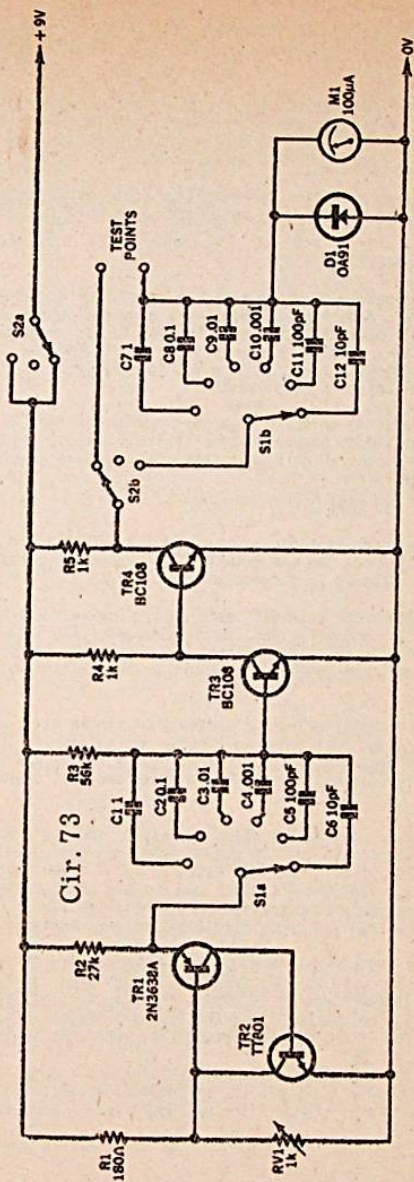 + 9V
S2a
TEST
POINTS
C7 1
C8 0.1
C9 .01
C10 .001
C11 100pF
C12 10pF
M1
100µA
D1
OA91
0V
S2b
S1b
R5
1k
TR4
BC108
R4
1k
TR3
BC108
R3
56k
Cir. 73
C1 1
C2 0.1
C3 .01
C4 .001
C5 100pF
C6 10pF
S1a
R2
27k
TR1
2N3638A
TR2
TT801
R1
180Ω
RV1
1k